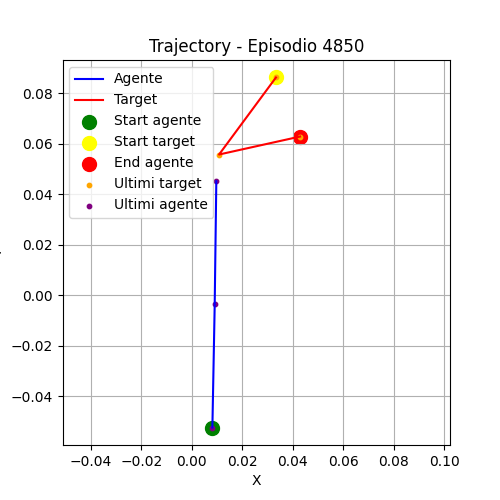 Trajectory - Episodio 4850
Agente
Target
Start agente
Start target
End agente
Ultimi target
Ultimi agente
0.08
0.06
0.04
0.02
0.00
−0.02
−0.04
−0.04
−0.02
0.00
0.02
0.04
0.06
0.08
0.10
X